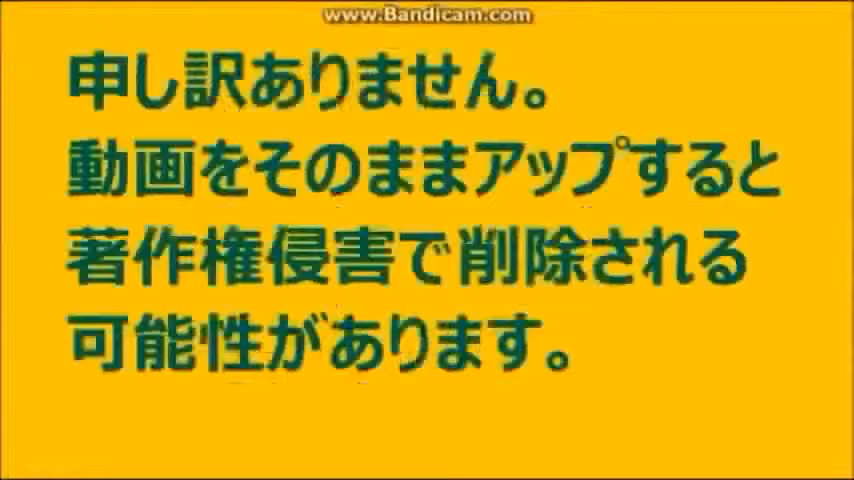 www.Bandicam.com
申し訳ありません。
動画をそのままアップすると
著作権侵害で削除される
可能性があります。